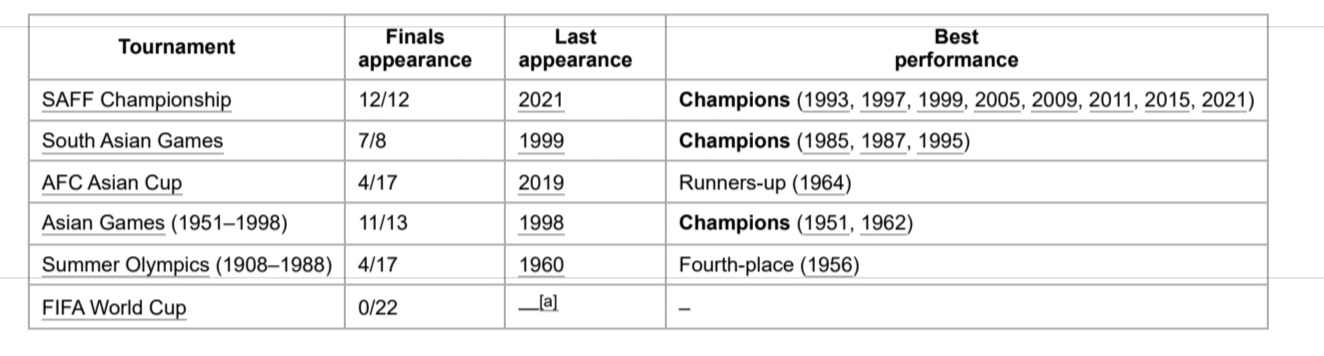 Tournament Finals appearance Last appearance Best performance
SAFF Championship 12/12 2021 Champions (1993, 1997, 1999, 2005, 2009, 2011, 2015, 2021)
South Asian Games 7/8 1999 Champions (1985, 1987, 1995)
AFC Asian Cup 4/17 2019 Runners-up (1964)
Asian Games (1951–1998) 11/13 1998 Champions (1951, 1962)
Summer Olympics (1908–1988) 4/17 1960 Fourth-place (1956)
FIFA World Cup 0/22 —[a] –